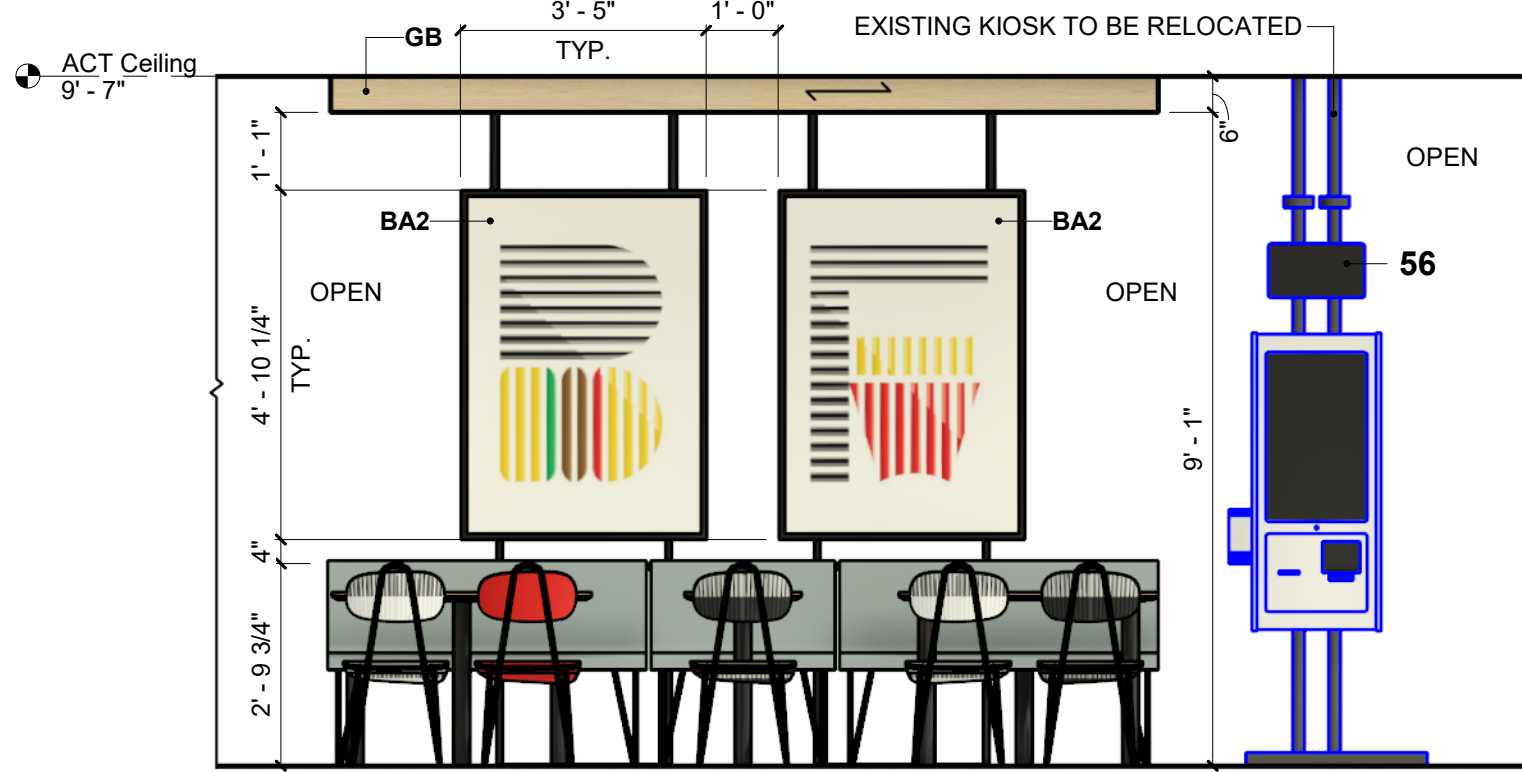 3' - 5"
1' - 0"
EXISTING KIOSK TO BE RELOCATED
GB
TYP.
ACT Ceiling
9' - 7"
1' - 1"
6"
OPEN
BA2
BA2
56
OPEN
OPEN
4' - 10 1/4"
TYP.
9' - 1"
4"
2' - 9 3/4"